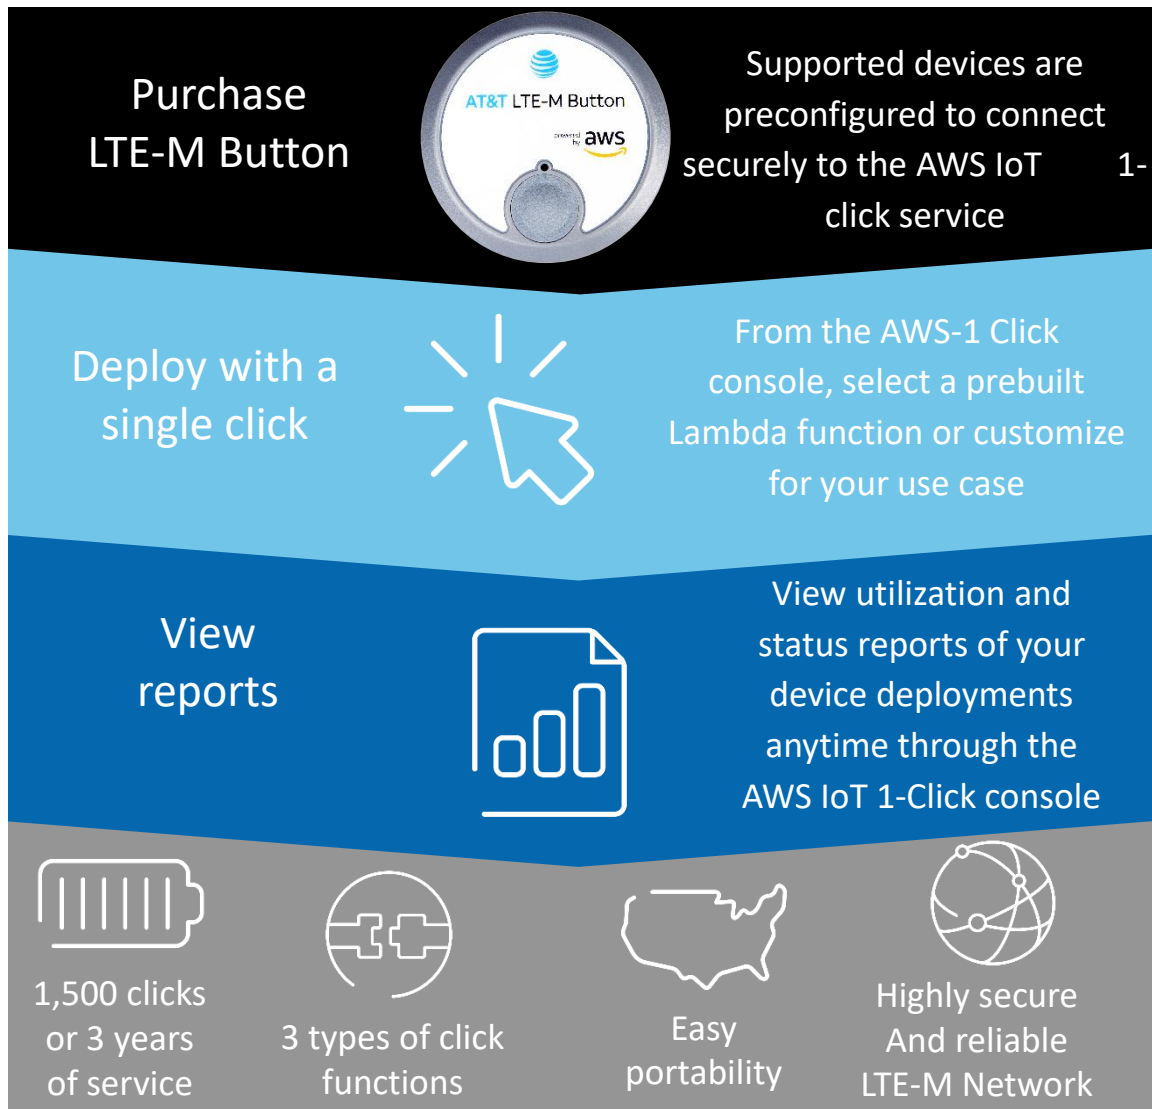 Purchase
LTE-M Button
AT&T LTE-M Button
powered
by aws
Supported devices are
preconfigured to connect
securely to the AWS IoT 1-
click service
Deploy with a
single click
From the AWS-1 Click
console, select a prebuilt
Lambda function or customize
for your use case
View
reports
View utilization and
status reports of your
device deployments
anytime through the
AWS IoT 1-Click console
1,500 clicks
or 3 years
of service
3 types of click
functions
Easy
portability
Highly secure
And reliable
LTE-M Network